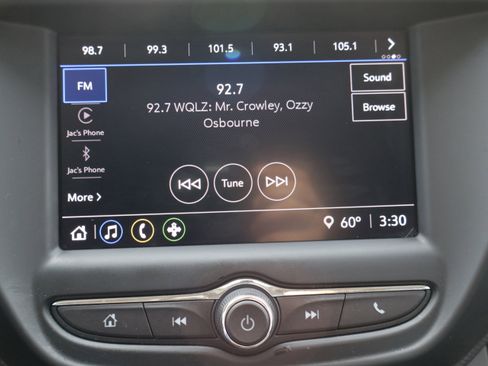 98.7 99.3 101.5 93.1 105.1
FM
92.7
Sound
92.7 WQLZ: Mr. Crowley, Ozzy
Osbourne
Browse
Jac's Phone
Jac's Phone
Tune
More
60° 3:30